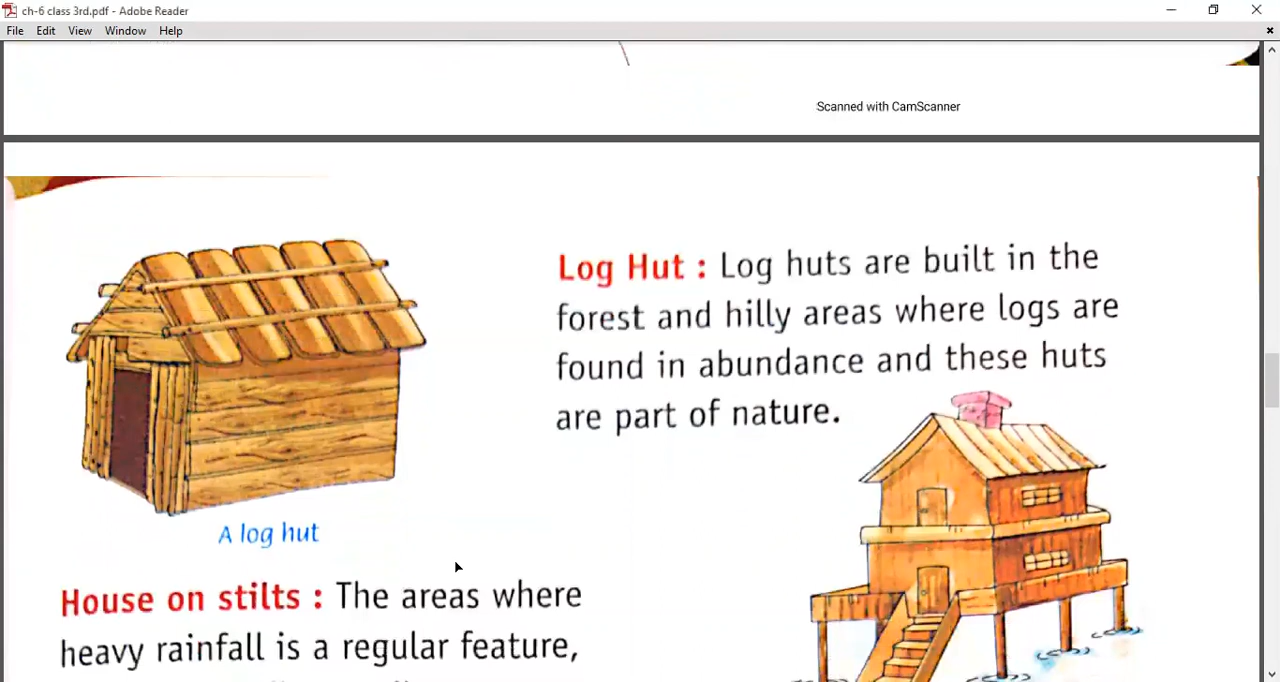 ch-6 class 3rd.pdf - Adobe Reader
File Edit View Window Help
Scanned with CamScanner
Log Hut : Log huts are built in the
forest and hilly areas where logs are
found in abundance and these huts
are part of nature.
A log hut
House on stilts : The areas where
heavy rainfall is a regular feature,